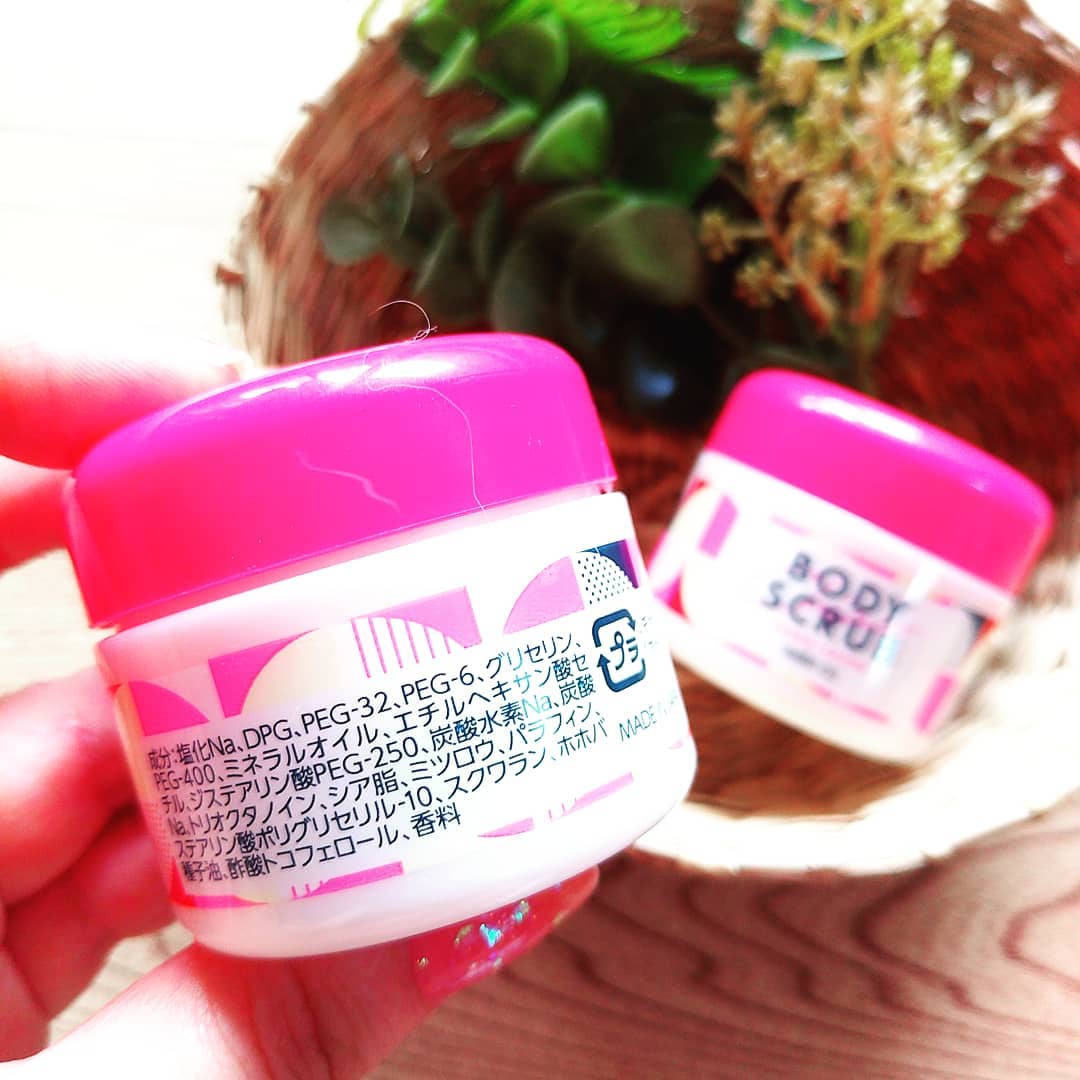 成分:塩化Na、DPG、PEG-32、PEG-6、グリセリン、
PEG-400、ミネラルオイル、エチルヘキサン酸セ
チル、ジステアリン酸PEG-250、炭酸水素Na、炭酸
Na、トリオクタノイン、シア脂、ミツロウ、パラフィン、
ステアリン酸ポリグリセリル-10、スクワラン、ホホバ
種子油、酢酸トコフェロール、香料
プラ
MADE
BODY